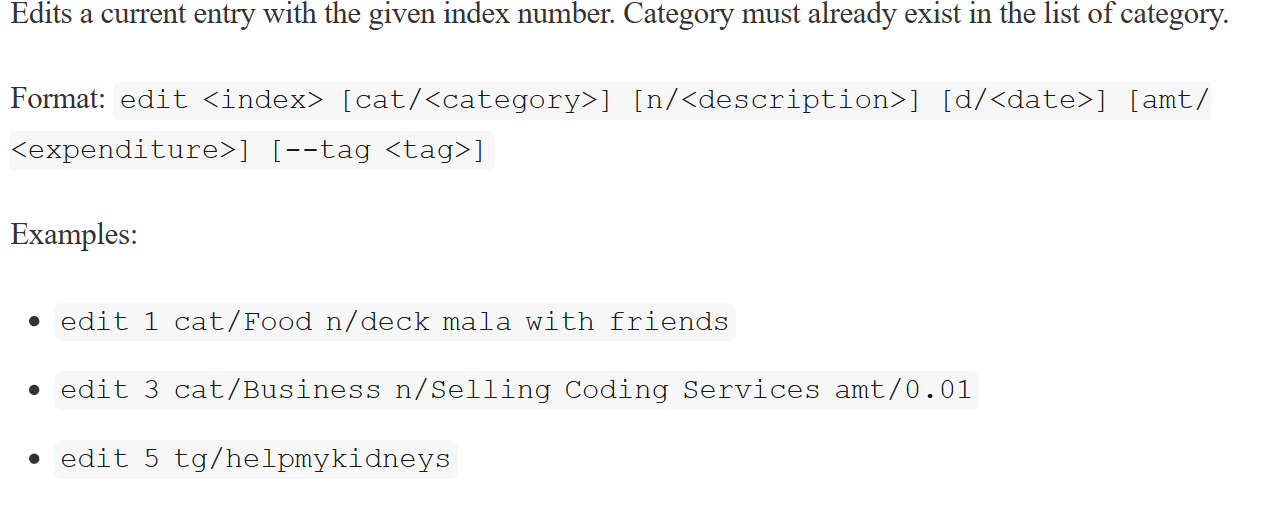 Edits a current entry with the given index number. Category must already exist in the list of category.
Format: edit <index> [cat/<category>] [n/<description>] [d/<date>] [amt/
<expenditure>] [--tag <tag>]
Examples:
edit 1 cat/Food n/deck mala with friends
edit 3 cat/Business n/Selling Coding Services amt/0.01
edit 5 tg/helpmykidneys